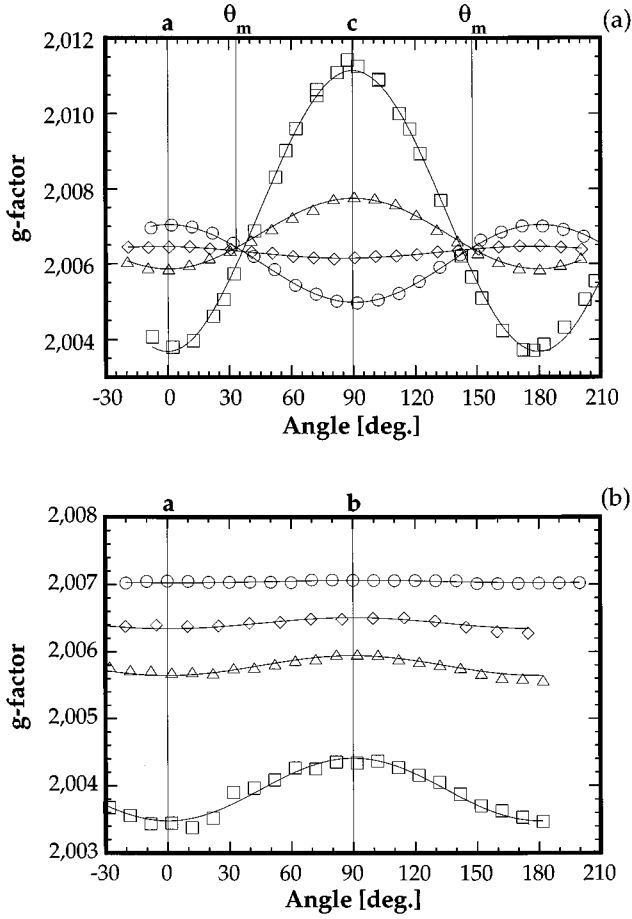 (a)
a θm c θm
2,012
2,010
2,008
2,006
2,004
g-factor
-30 0 30 60 90 120 150 180 210
Angle [deg.]
(b)
a b
2,008
2,007
2,006
2,005
2,004
2,003
g-factor
-30 0 30 60 90 120 150 180 210
Angle [deg.]